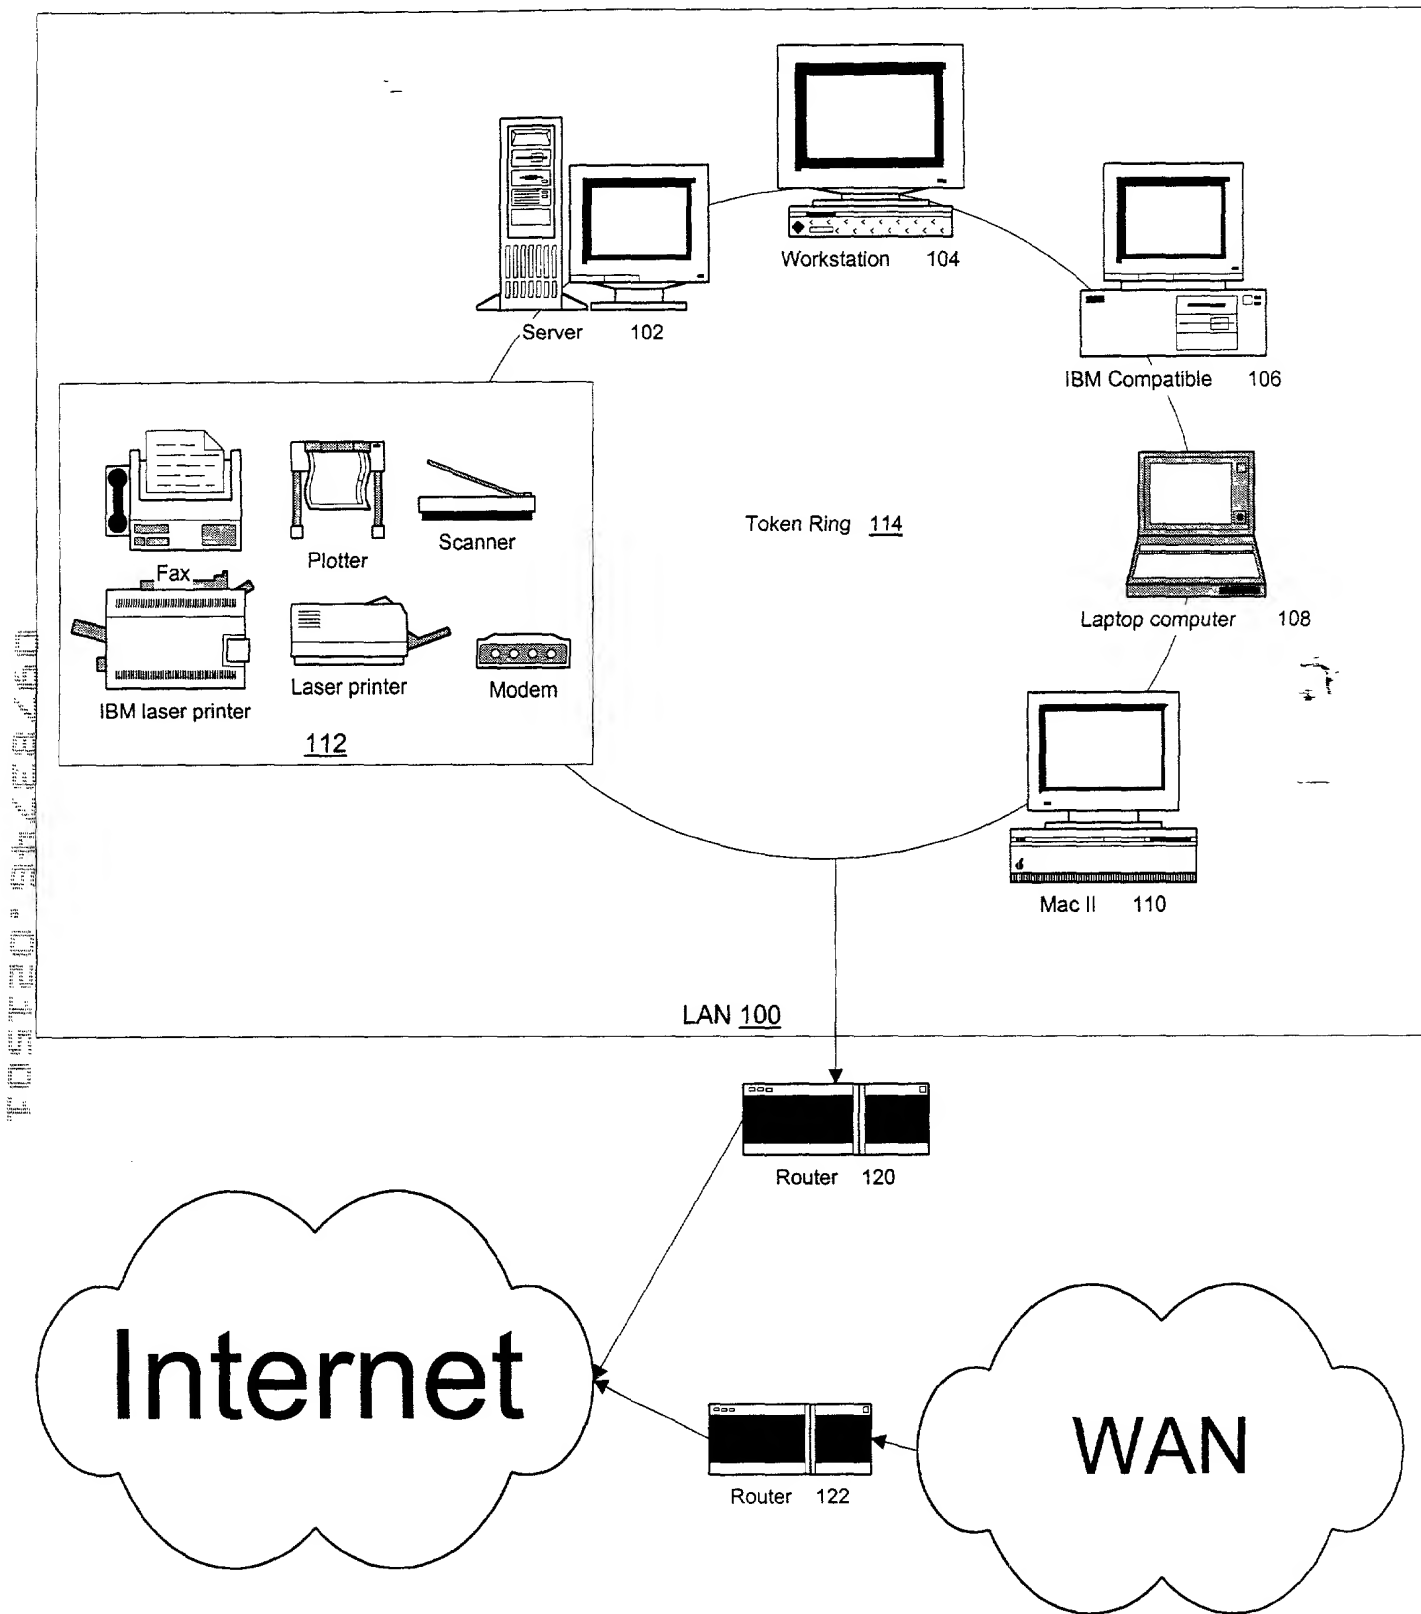 Workstation 104
Server 102
IBM Compatible 106
Fax
Plotter
Scanner
Token Ring 114
Laptop computer 108
IBM laser printer
Laser printer
Modem
112
Mac II 110
LAN 100
Router 120
Internet
WAN
Router 122